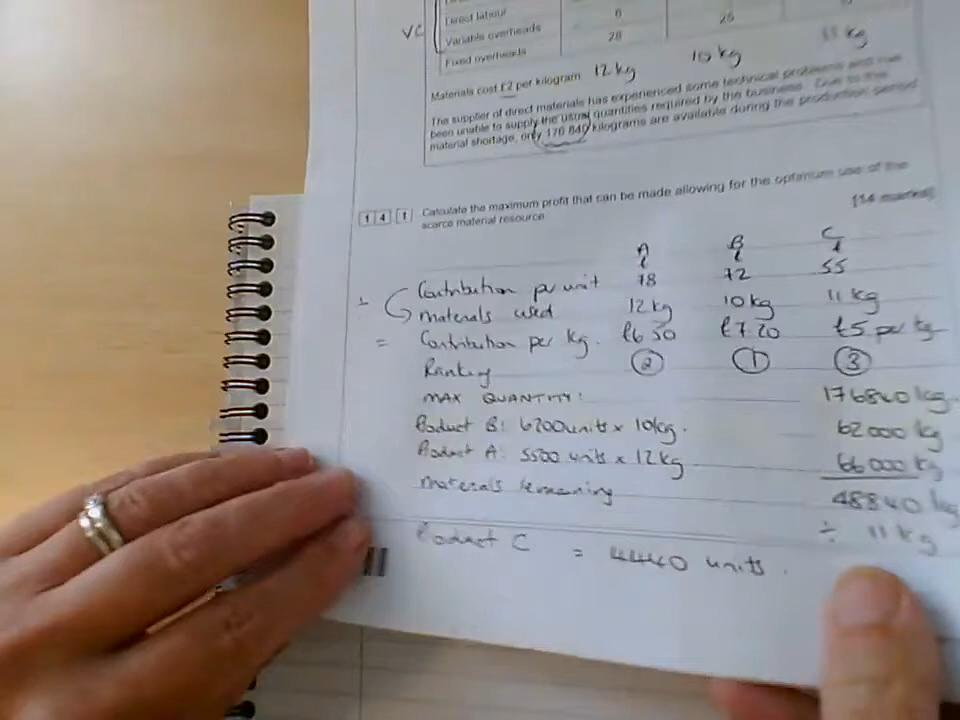 Direct labour
VC Variable overheads 6 25
Fixed overheads 28
Materials cost £2 per kilogram 12 kg 10 kg 11 kg
The supplier of direct materials has experienced some technical problems and
been unable to supply the usual quantities required by the business. Due to the
material shortage, only 176 840 kilograms are available during the production period
1 4 1 Calculate the maximum profit that can be made allowing for the optimum use of the
scarce material resource. [14 marks]
A B C
£ £ £
Contribution per unit 78 72 55
÷ materials used 12 kg 10 kg 11 kg
= Contribution per kg. £6.50 £7.20 £5 per kg
Ranking 2 1 3
MAX QUANTITY: 176840 kg
Product B: 6200 units x 10kg. 62000 kg
Product A: 5500 units x 12kg 66000 kg
materials remaining 48840 kg
÷ 11 kg
Product C = 4440 units.